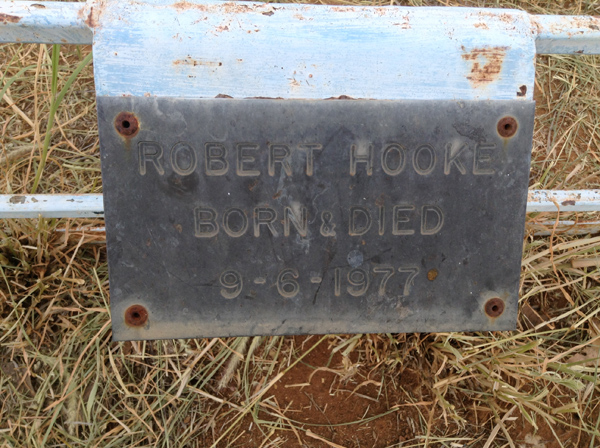 ROBERT HOOKE
BORN & DIED
9-6-1977